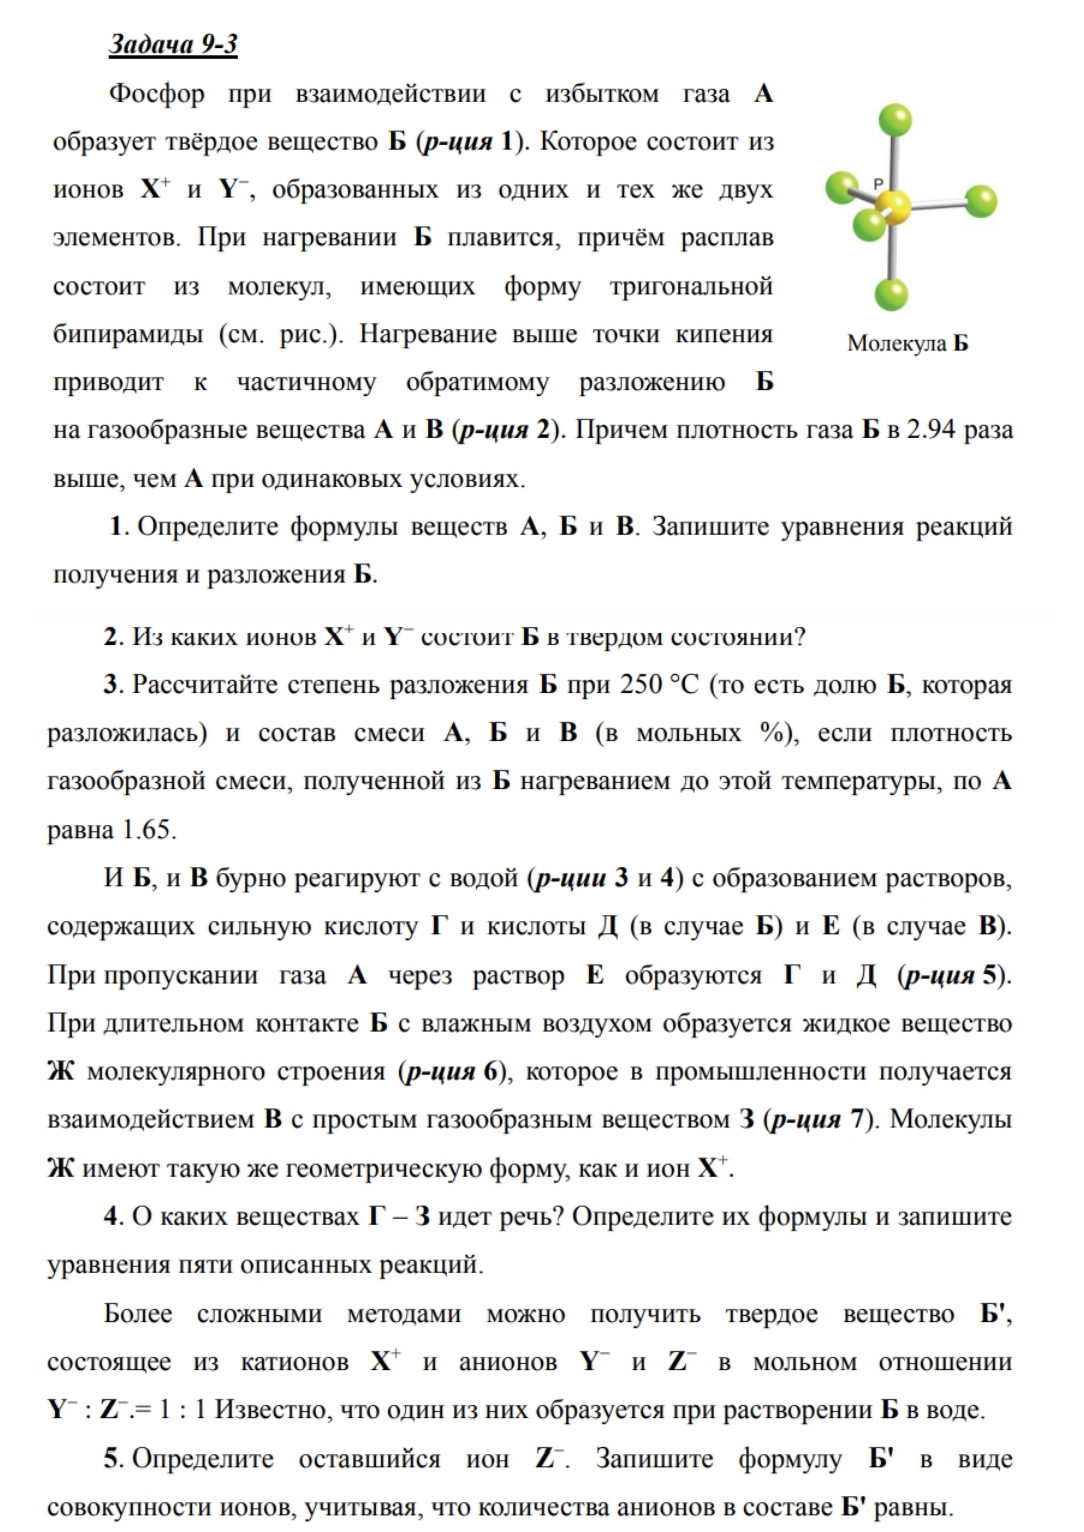 Задача 9-3
Фосфор при взаимодействии с избытком газа А
образует твёрдое вещество Б (р-ция 1). Которое состоит из
ионов X⁺ и Y⁻, образованных из одних и тех же двух
элементов. При нагревании Б плавится, причём расплав
состоит из молекул, имеющих форму тригональной
бипирамиды (см. рис.). Нагревание выше точки кипения
приводит к частичному обратимому разложению Б
P
Молекула Б
на газообразные вещества А и В (р-ция 2). Причем плотность газа Б в 2.94 раза
выше, чем А при одинаковых условиях.
1. Определите формулы веществ А, Б и В. Запишите уравнения реакций
получения и разложения Б.
2. Из каких ионов X⁺ и Y⁻ состоит Б в твердом состоянии?
3. Рассчитайте степень разложения Б при 250 °C (то есть долю Б, которая
разложилась) и состав смеси А, Б и В (в мольных %), если плотность
газообразной смеси, полученной из Б нагреванием до этой температуры, по А
равна 1.65.
И Б, и В бурно реагируют с водой (р-ции 3 и 4) с образованием растворов,
содержащих сильную кислоту Г и кислоты Д (в случае Б) и Е (в случае В).
При пропускании газа А через раствор Е образуются Г и Д (р-ция 5).
При длительном контакте Б с влажным воздухом образуется жидкое вещество
Ж молекулярного строения (р-ция 6), которое в промышленности получается
взаимодействием В с простым газообразным веществом З (р-ция 7). Молекулы
Ж имеют такую же геометрическую форму, как и ион X⁺.
4. О каких веществах Г – З идет речь? Определите их формулы и запишите
уравнения пяти описанных реакций.
Более сложными методами можно получить твердое вещество Б',
состоящее из катионов X⁺ и анионов Y⁻ и Z⁻ в мольном отношении
Y⁻ : Z⁻.= 1 : 1 Известно, что один из них образуется при растворении Б в воде.
5. Определите оставшийся ион Z⁻. Запишите формулу Б' в виде
совокупности ионов, учитывая, что количества анионов в составе Б' равны.